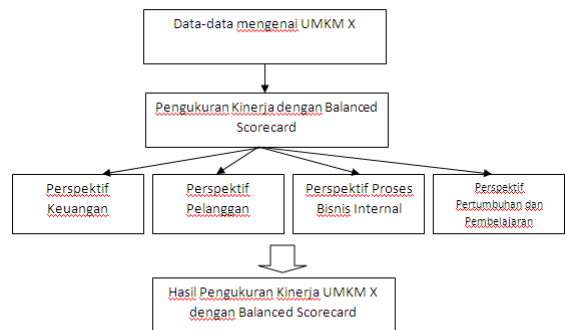 Data-data mengenai UMKM X
Pengukuran Kinerja dengan Balanced
Scorecard
Perspektif
Keuangan
Perspektif
Pelanggan
Perspektif Proses
Bisnis Internal
Perspektif
Pertumbuhan dan
Pembelajaran
Hasil Pengukuran Kinerja UMKM X
dengan Balanced Scorecard